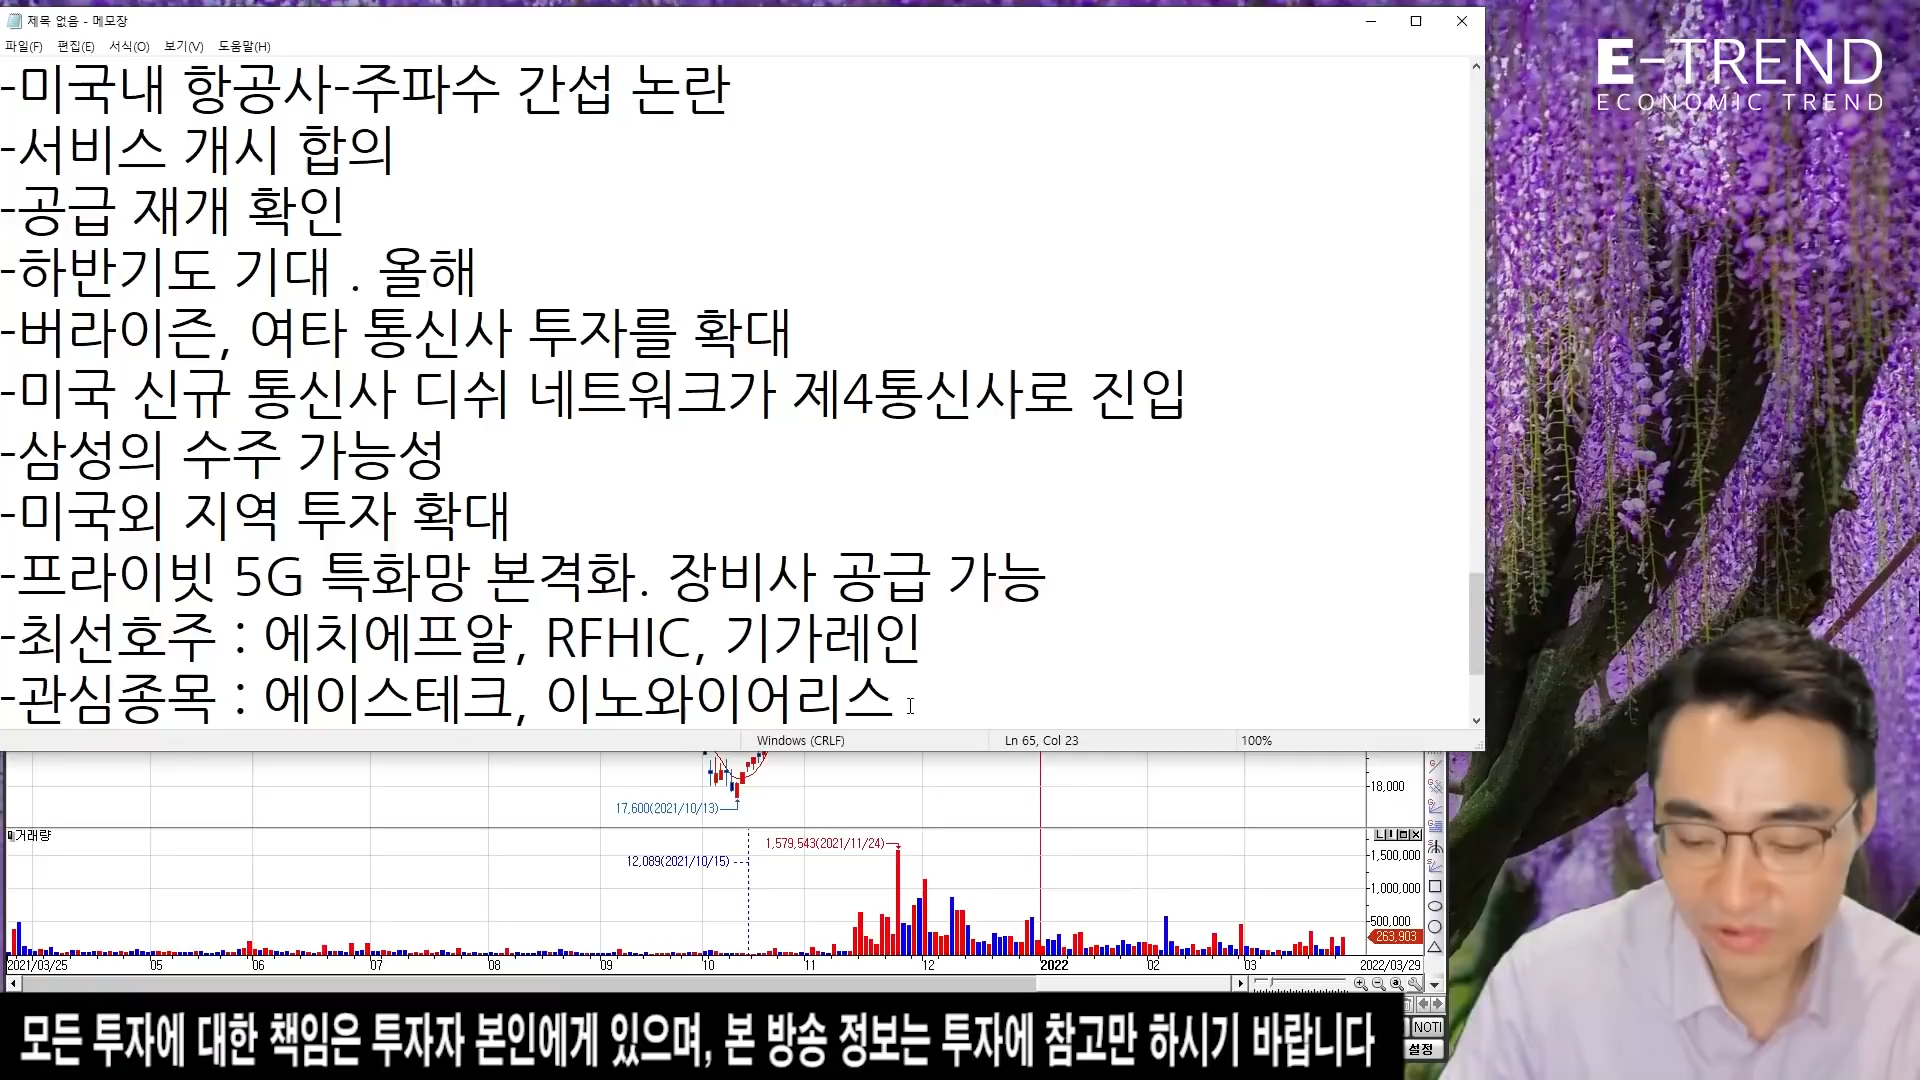 제목 없음 - 메모장
파일(F) 편집(E) 서식(O) 보기(V) 도움말(H)
E-TREND
ECONOMIC TREND
-미국내 항공사-주파수 간섭 논란
-서비스 개시 합의
-공급 재개 확인
-하반기도 기대 . 올해
-버라이즌, 여타 통신사 투자를 확대
-미국 신규 통신사 디쉬 네트워크가 제4통신사로 진입
-삼성의 수주 가능성
-미국외 지역 투자 확대
-프라이빗 5G 특화망 본격화. 장비사 공급 가능
-최선호주 : 에치에프알, RFHIC, 기가레인
-관심종목 : 에이스테크, 이노와이어리스
Windows (CRLF) Ln 65, Col 23 100%
18,000
17,600(2021/10/13)
거래량
1,579,543(2021/11/24)
12,089(2021/10/15)
1,500,000
1,000,000
500,000
263,903
2021/03/25 05 06 07 08 09 10 11 12 2022 02 03 2022/03/29
NOTI
설정
모든 투자에 대한 책임은 투자자 본인에게 있으며, 본 방송 정보는 투자에 참고만 하시기 바랍니다